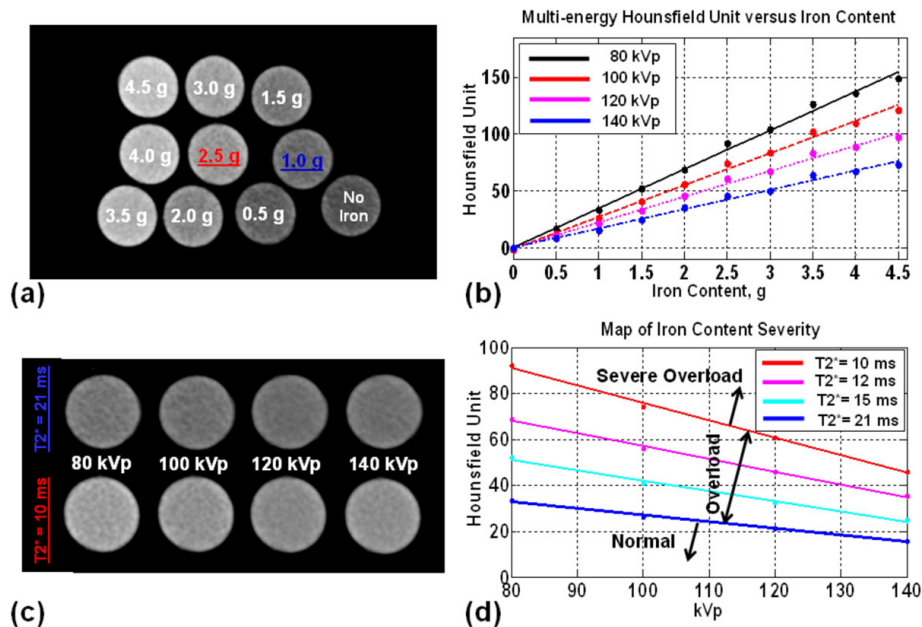 4.5 g 3.0 g 1.5 g
4.0 g 2.5 g 1.0 g
3.5 g 2.0 g 0.5 g No
Iron
(a)
Multi-energy Hounsfield Unit versus Iron Content
80 kVp
100 kVp
120 kVp
140 kVp
Hounsfield Unit
150
100
50
0
0 0.5 1 1.5 2 2.5 3 3.5 4 4.5
Iron Content, g
(b)
T2* = 21 ms
80 kVp 100 kVp 120 kVp 140 kVp
T2* = 10 ms
(c)
Map of Iron Content Severity
T2*= 10 ms
T2*= 12 ms
T2*= 15 ms
T2*= 21 ms
Severe Overload
Overload
Normal
Hounsfield Unit
100
80
60
40
20
0
80 90 100 110 120 130 140
kVp
(d)